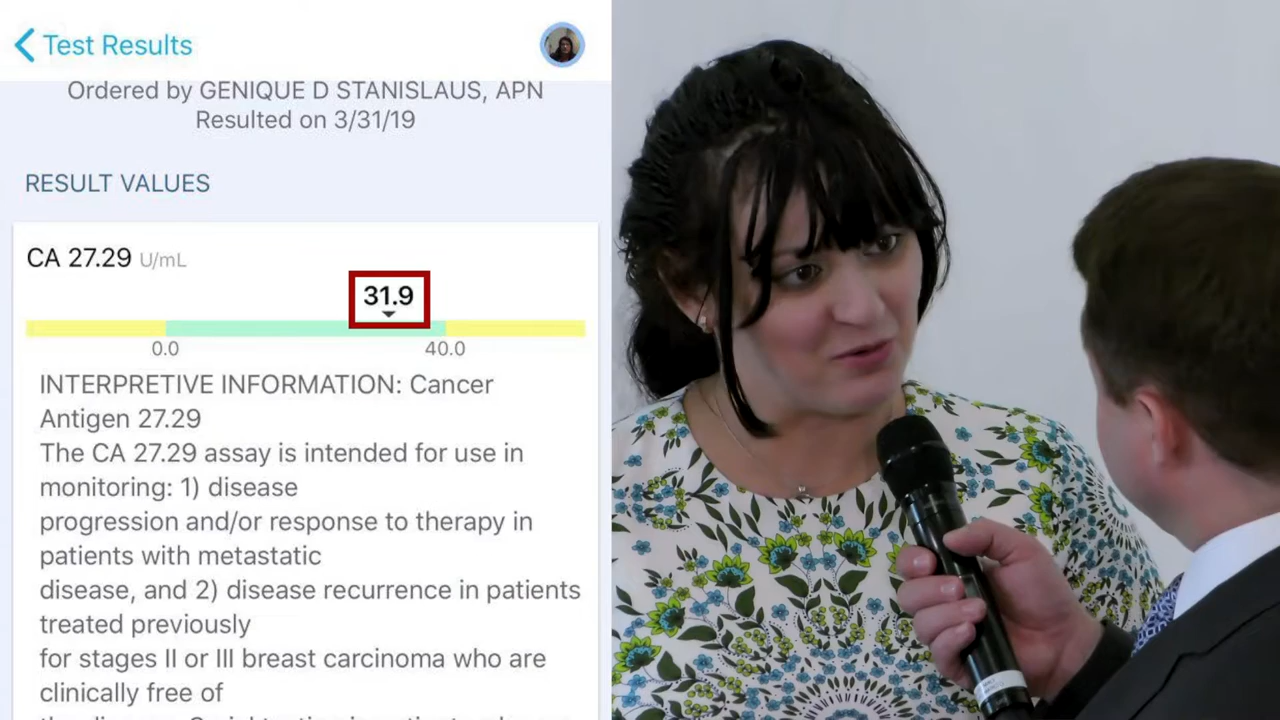 Test Results
Ordered by GENIQUE D STANISLAUS, APN
Resulted on 3/31/19
RESULT VALUES
CA 27.29 U/mL
31.9
0.0 40.0
INTERPRETIVE INFORMATION: Cancer
Antigen 27.29
The CA 27.29 assay is intended for use in
monitoring: 1) disease
progression and/or response to therapy in
patients with metastatic
disease, and 2) disease recurrence in patients
treated previously
for stages II or III breast carcinoma who are
clinically free of